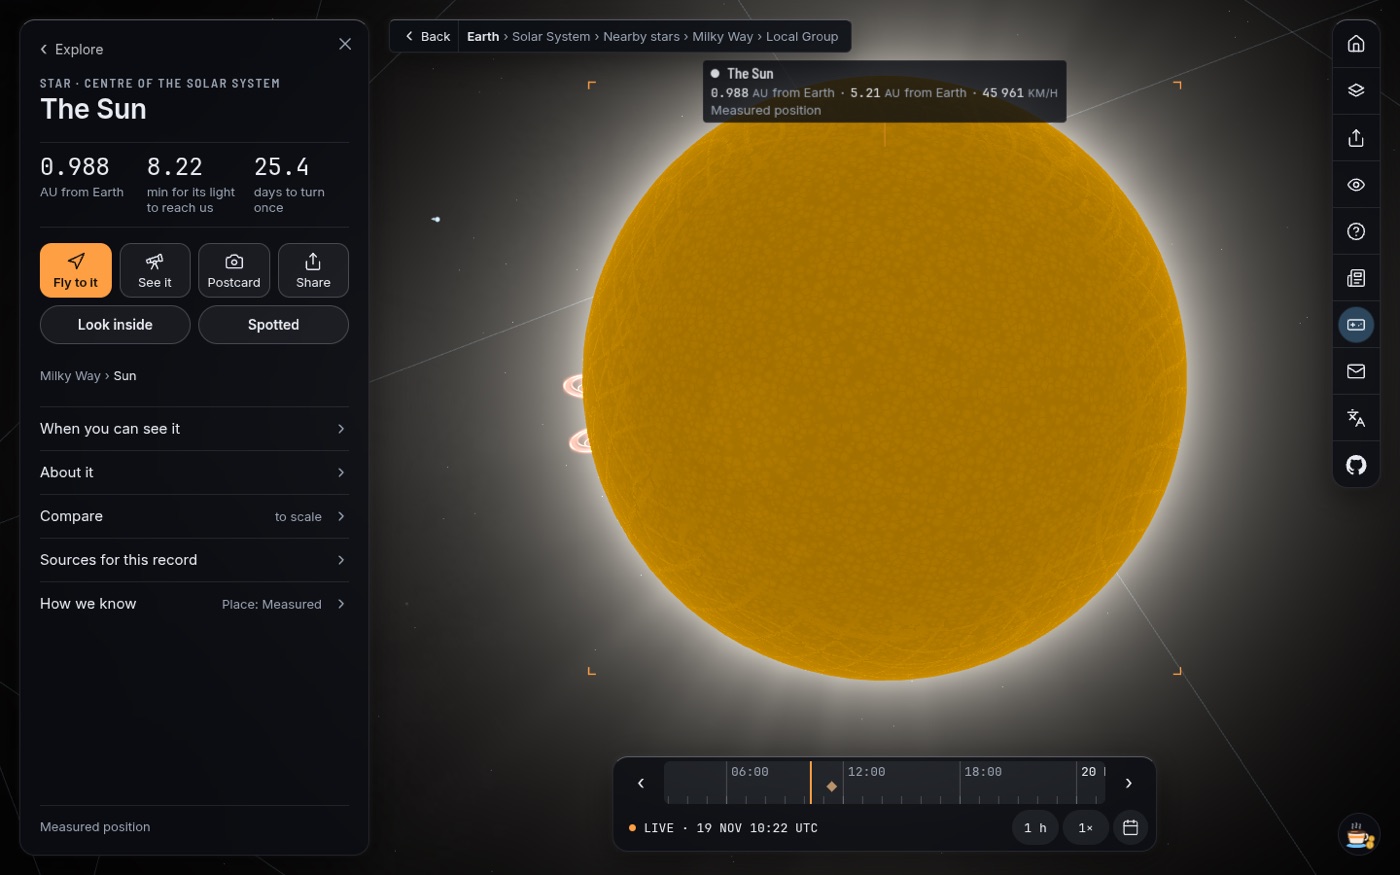 Explore
STAR · CENTRE OF THE SOLAR SYSTEM
The Sun
0.988
AU from Earth
8.22
min for its light
to reach us
25.4
days to turn
once
Fly to it
See it
Postcard
Share
Look inside
Spotted
Milky Way › Sun
When you can see it
About it
Compare
to scale
Sources for this record
How we know
Place: Measured
Measured position
Back
Earth › Solar System › Nearby stars › Milky Way › Local Group
The Sun
0.988 AU from Earth · 5.21 AU from Earth · 45 961 KM/H
Measured position
06:00
12:00
18:00
20
LIVE · 19 NOV 10:22 UTC
1 h
1×